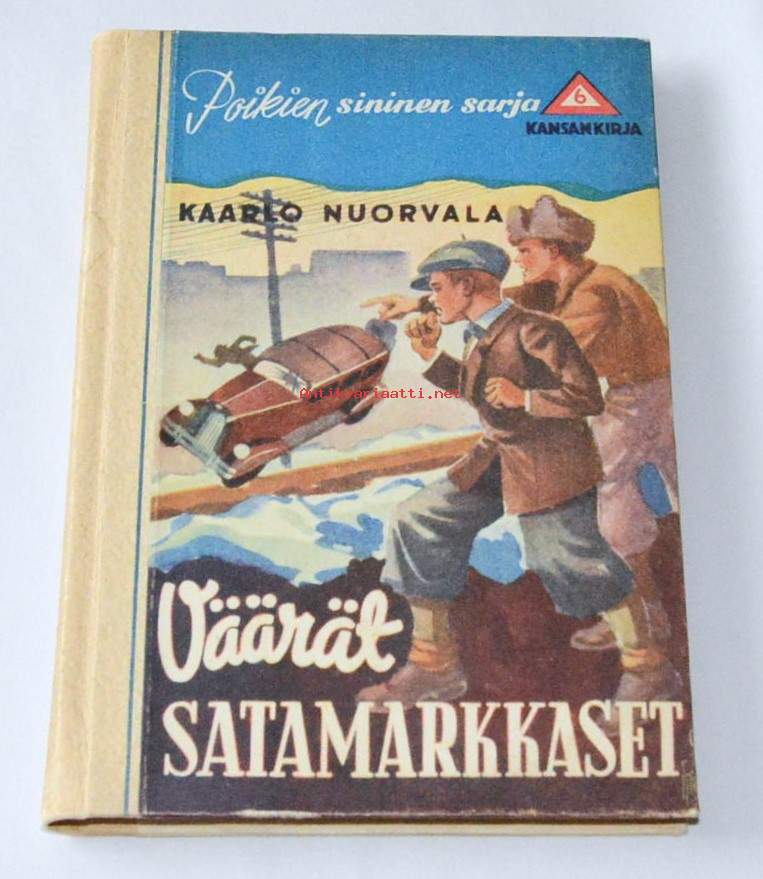 Poikien sininen sarja
6
KANSANKIRJA
KAARLO NUORVALA
Antikvariaatti.net
Väärät
SATAMARKKASET